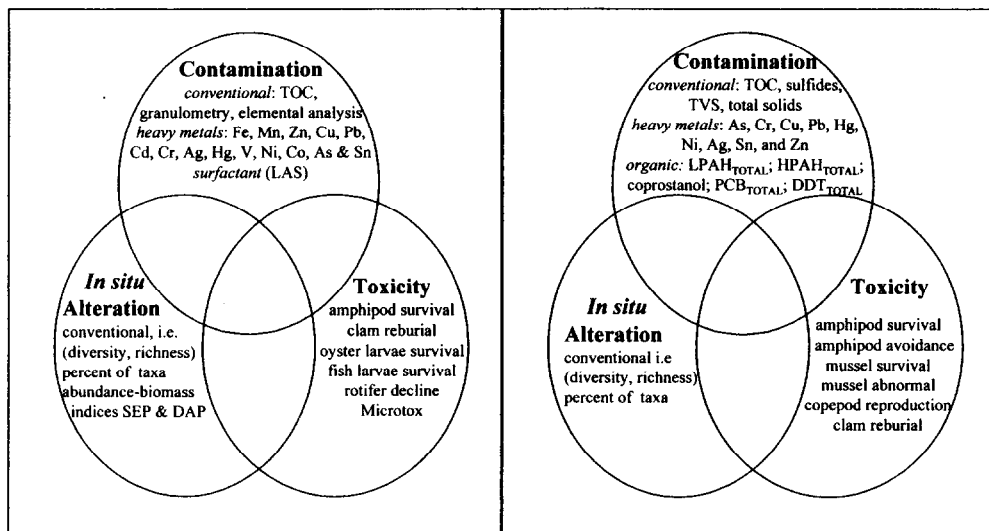 Contamination
conventional: TOC,
granulometry, elemental analysis
heavy metals: Fe, Mn, Zn, Cu, Pb,
Cd, Cr, Ag, Hg, V, Ni, Co, As & Sn
surfactant (LAS)
In situ
Alteration
conventional, i.e.
(diversity, richness)
percent of taxa
abundance-biomass
indices SEP & DAP
Toxicity
amphipod survival
clam reburial
oyster larvae survival
fish larvae survival
rotifer decline
Microtox
Contamination
conventional: TOC, sulfides,
TVS, total solids
heavy metals: As, Cr, Cu, Pb, Hg,
Ni, Ag, Sn, and Zn
organic: LPAHTOTAL; HPAHTOTAL;
coprostanol; PCBTOTAL; DDTTOTAL
In situ
Alteration
conventional i.e
(diversity, richness)
percent of taxa
Toxicity
amphipod survival
amphipod avoidance
mussel survival
mussel abnormal
copepod reproduction
clam reburial